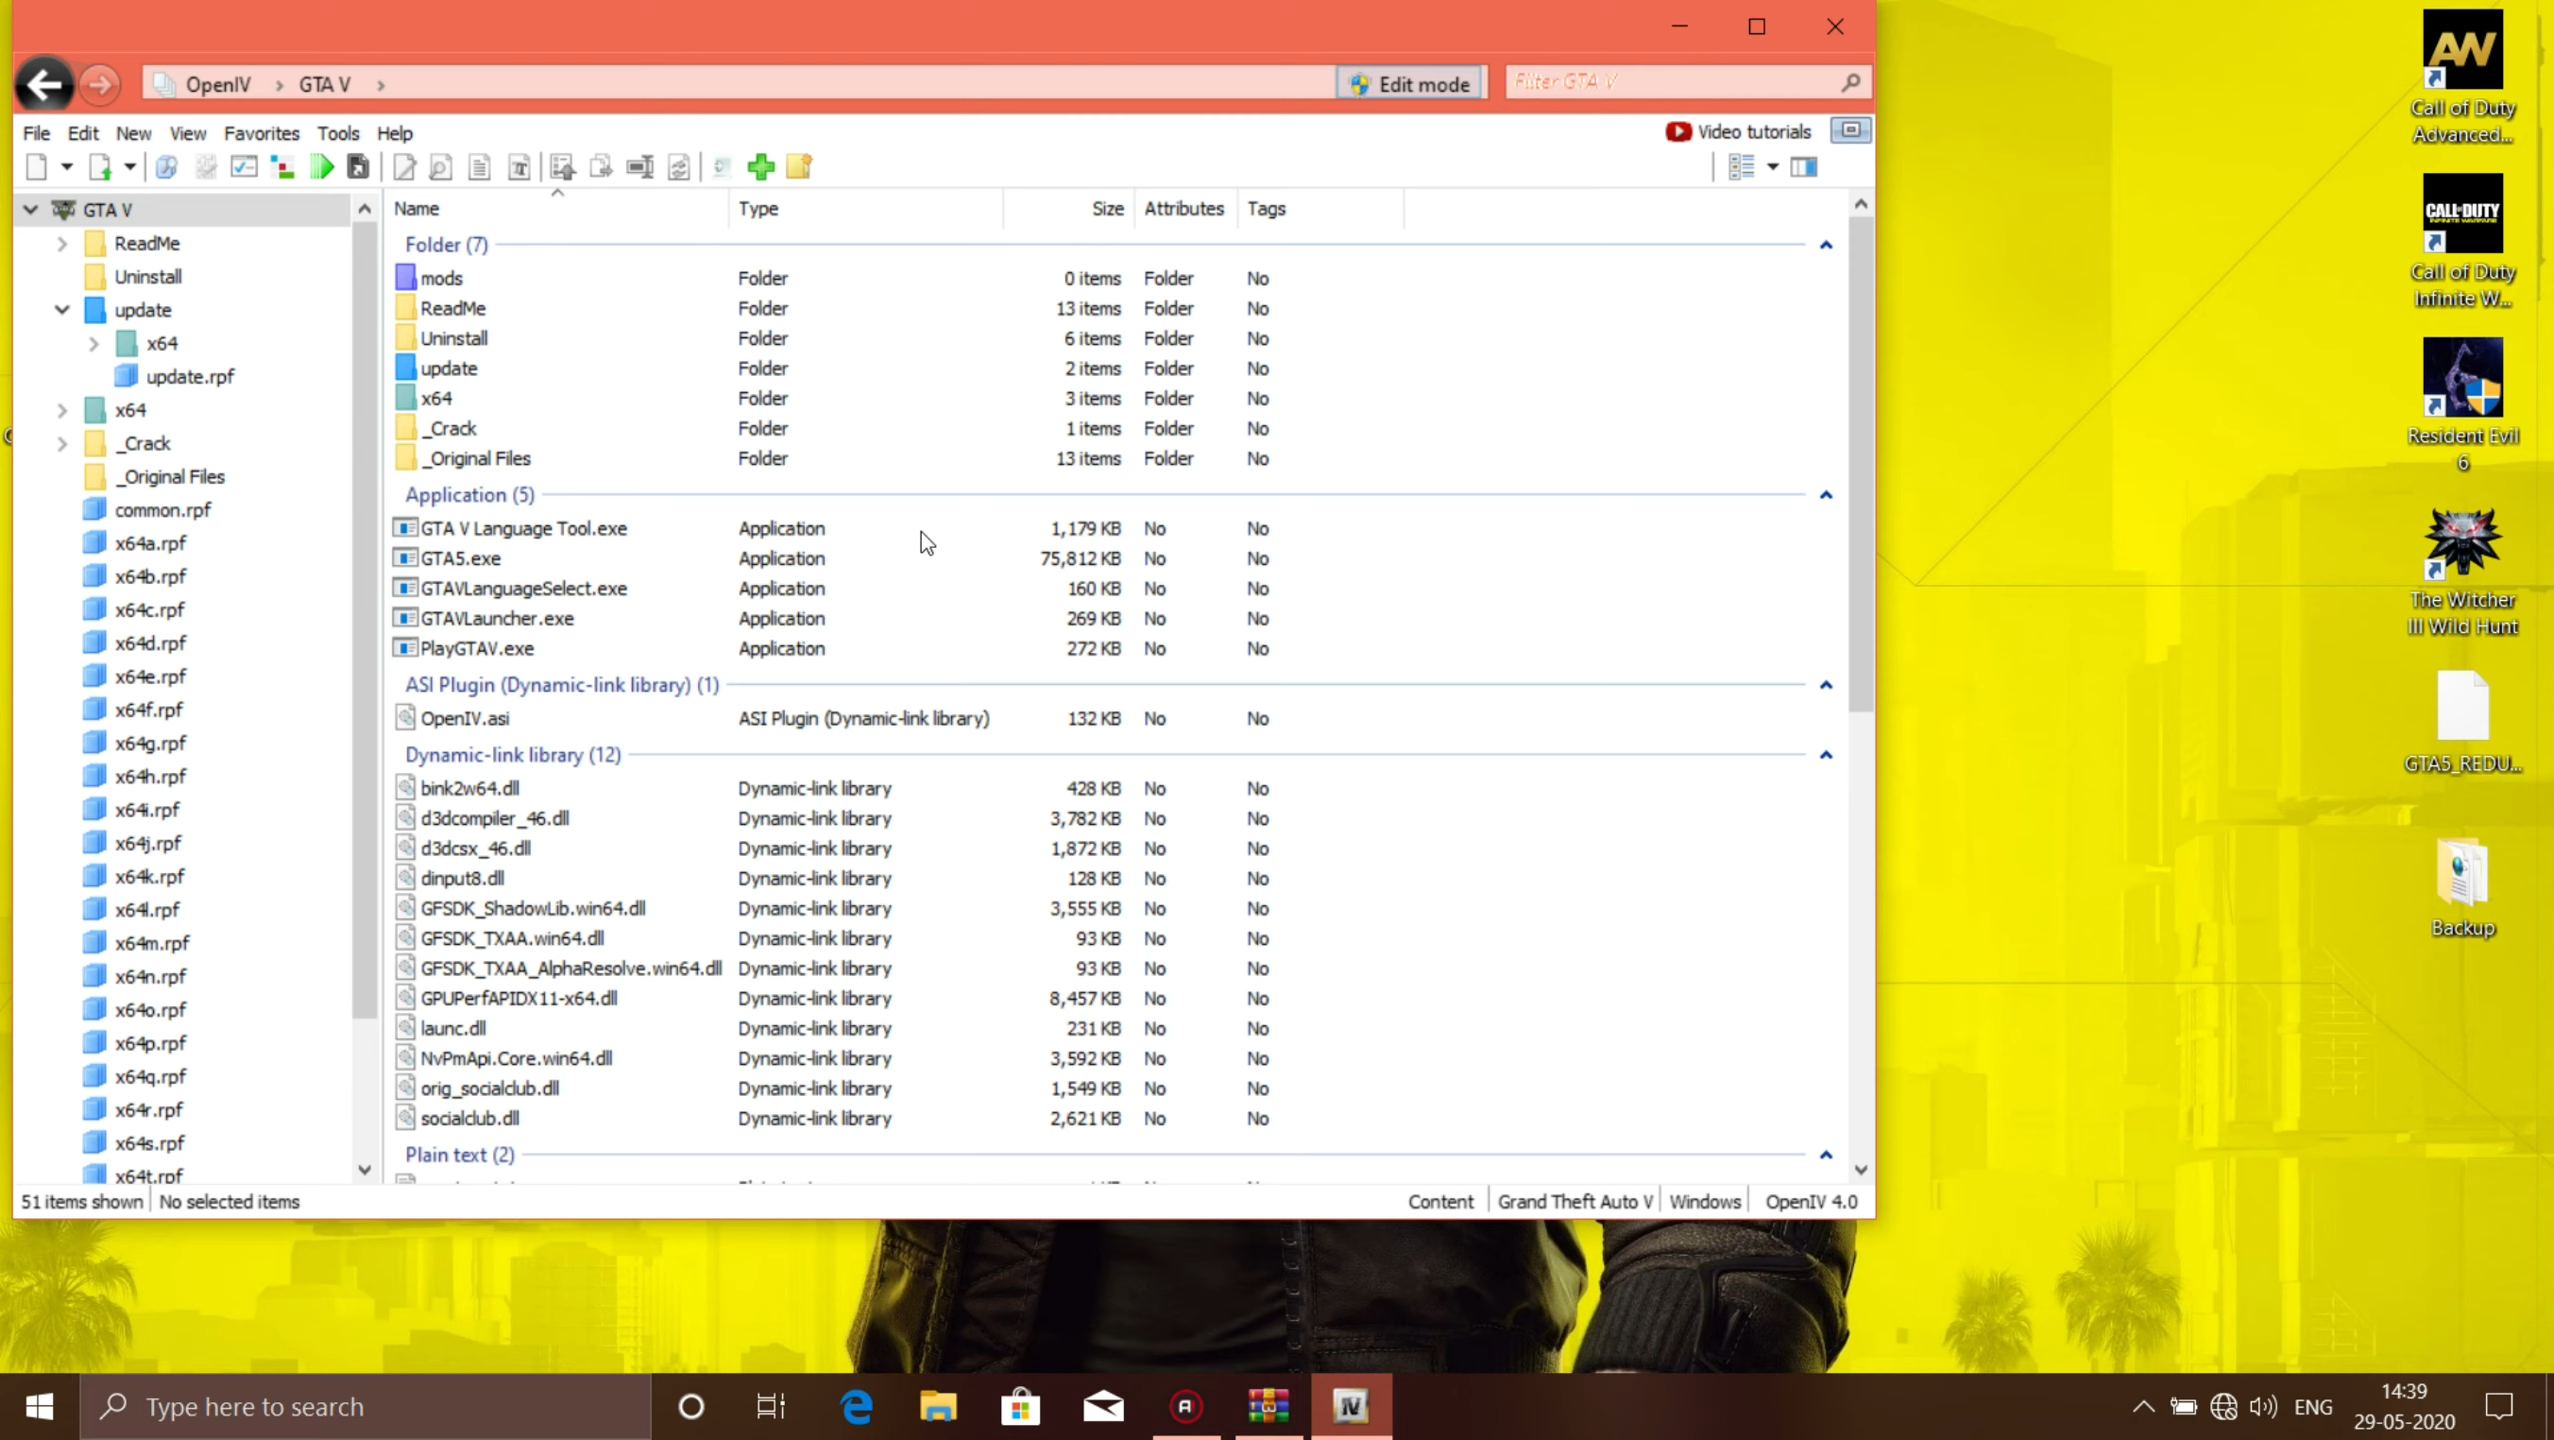 OpenIV > GTA V >
Edit mode
Filter GTA V
File Edit New View Favorites Tools Help
Video tutorials
GTA V
ReadMe
Uninstall
update
x64
update.rpf
x64
_Crack
_Original Files
common.rpf
x64a.rpf
x64b.rpf
x64c.rpf
x64d.rpf
x64e.rpf
x64f.rpf
x64g.rpf
x64h.rpf
x64i.rpf
x64j.rpf
x64k.rpf
x64l.rpf
x64m.rpf
x64n.rpf
x64o.rpf
x64p.rpf
x64q.rpf
x64r.rpf
x64s.rpf
x64t.rpf
Name Type Size Attributes Tags
Folder (7)
mods Folder 0 items Folder No
ReadMe Folder 13 items Folder No
Uninstall Folder 6 items Folder No
update Folder 2 items Folder No
x64 Folder 3 items Folder No
_Crack Folder 1 items Folder No
_Original Files Folder 13 items Folder No
Application (5)
GTA V Language Tool.exe Application 1,179 KB No No
GTA5.exe Application 75,812 KB No No
GTAVLanguageSelect.exe Application 160 KB No No
GTAVLauncher.exe Application 269 KB No No
PlayGTAV.exe Application 272 KB No No
ASI Plugin (Dynamic-link library) (1)
OpenIV.asi ASI Plugin (Dynamic-link library) 132 KB No No
Dynamic-link library (12)
bink2w64.dll Dynamic-link library 428 KB No No
d3dcompiler_46.dll Dynamic-link library 3,782 KB No No
d3dcsx_46.dll Dynamic-link library 1,872 KB No No
dinput8.dll Dynamic-link library 128 KB No No
GFSDK_ShadowLib.win64.dll Dynamic-link library 3,555 KB No No
GFSDK_TXAA.win64.dll Dynamic-link library 93 KB No No
GFSDK_TXAA_AlphaResolve.win64.dll Dynamic-link library 93 KB No No
GPUPerfAPIDX11-x64.dll Dynamic-link library 8,457 KB No No
launc.dll Dynamic-link library 231 KB No No
NvPmApi.Core.win64.dll Dynamic-link library 3,592 KB No No
orig_socialclub.dll Dynamic-link library 1,549 KB No No
socialclub.dll Dynamic-link library 2,621 KB No No
Plain text (2)
51 items shown No selected items
Content Grand Theft Auto V Windows OpenIV 4.0
AW
Call of Duty
Advanced...
CALL OF DUTY
INFINITE WARFARE
Call of Duty
Infinite W...
Resident Evil
6
The Witcher
III Wild Hunt
GTA5_REDU...
Backup
Type here to search
IV
ENG
14:39
29-05-2020